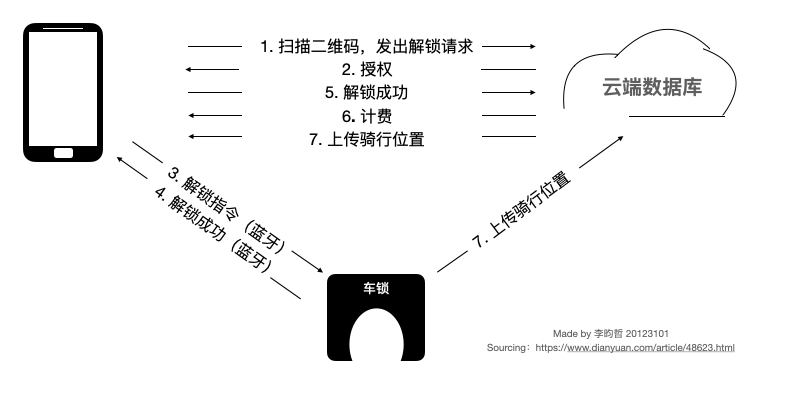 1. 扫描二维码，发出解锁请求
2. 授权
5. 解锁成功
6. 计费
7. 上传骑行位置
云端数据库
3. 解锁指令（蓝牙）
4. 解锁成功（蓝牙）
7. 上传骑行位置
车锁
Made by 李昀哲 20123101
Sourcing：https://www.dianyuan.com/article/48623.html